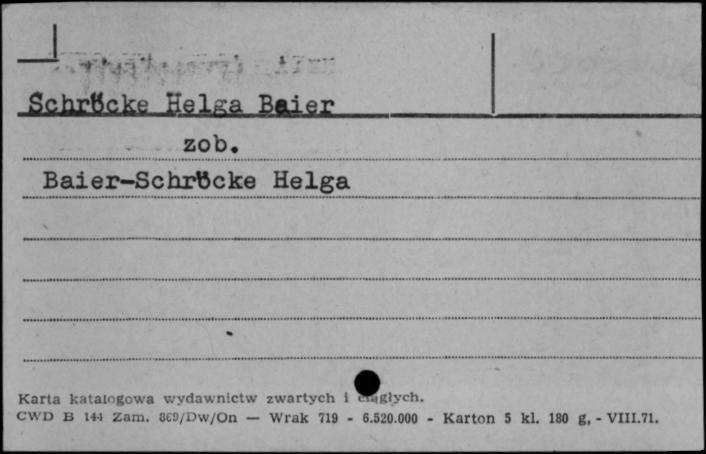 Schröcke Helga Baier
zob.
Baier-Schröcke Helga
Karta katalogowa wydawnictw zwartych i ciągłych.
CWD B 144 Zam. 869/Dw/On — Wrak 719 - 6.520.000 - Karton 5 kl. 180 g. - VIII.71.